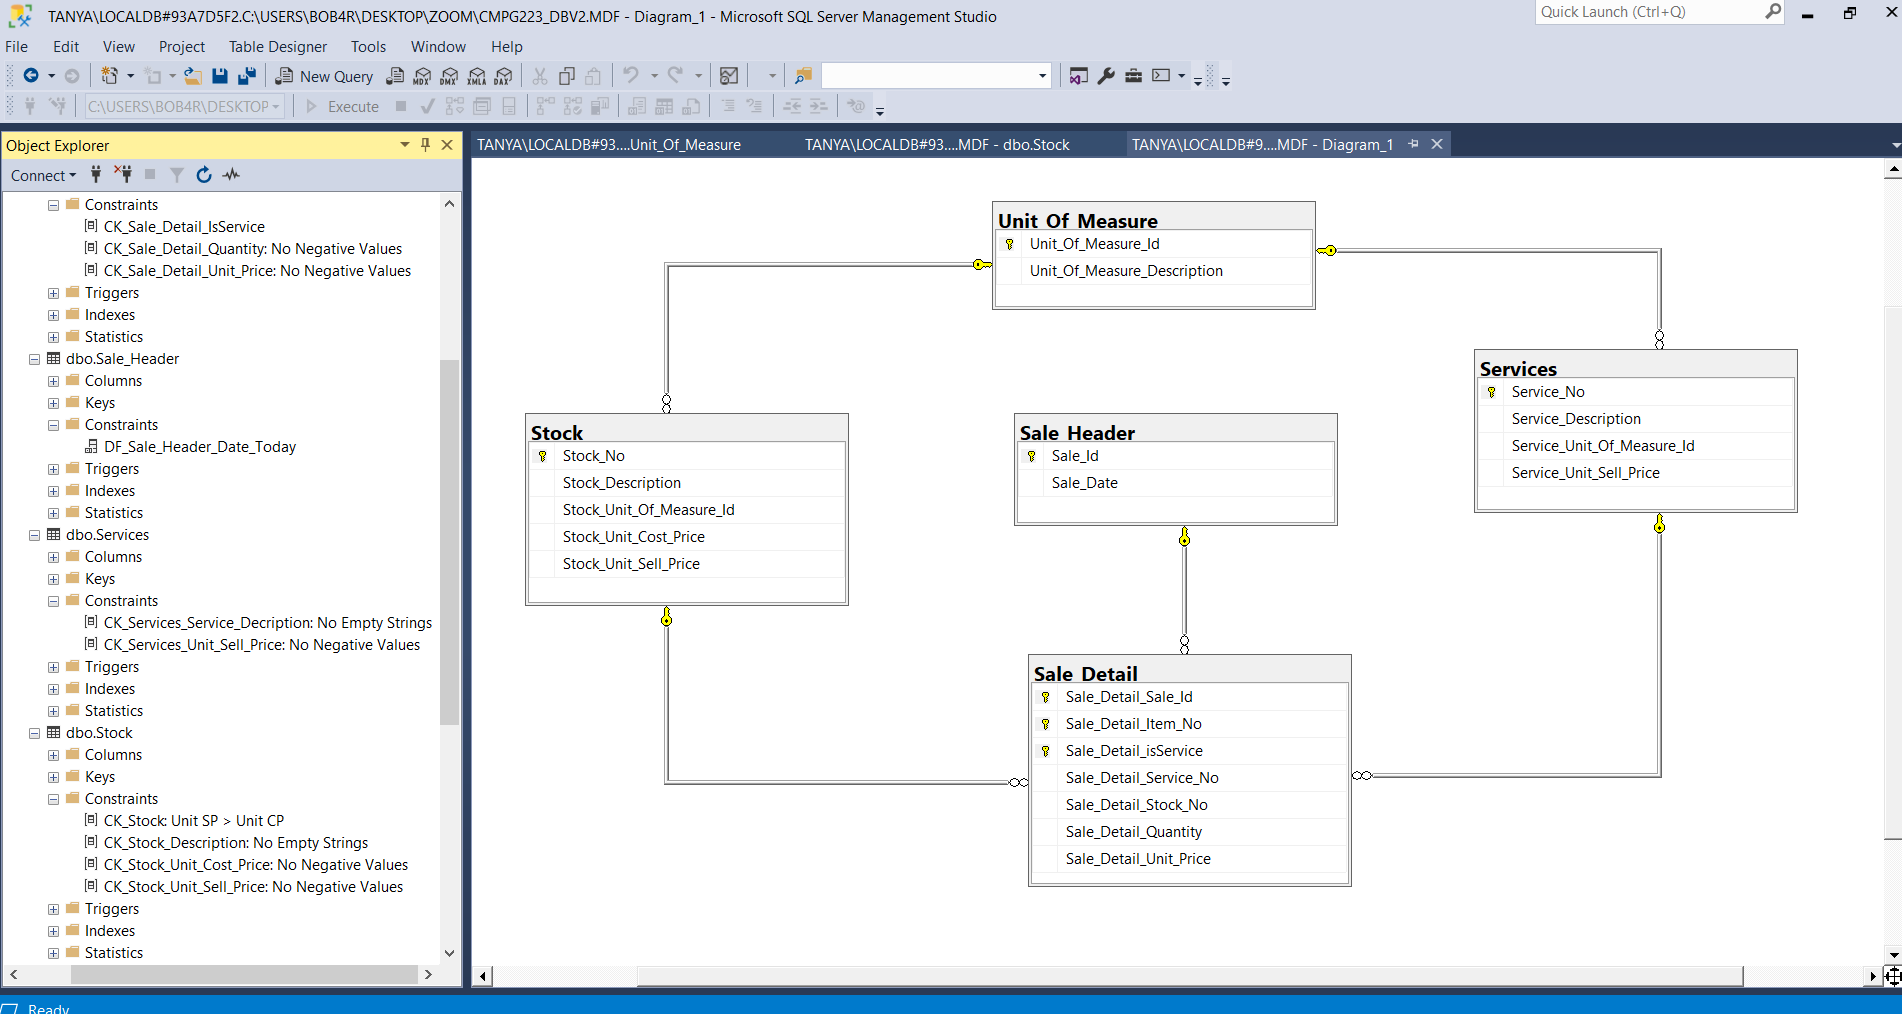 TANYA\LOCALDB#93A7D5F2.C:\USERS\BOB4R\DESKTOP\ZOOM\CMPG223_DBV2.MDF - Diagram_1 - Microsoft SQL Server Management Studio
Quick Launch (Ctrl+Q)
File Edit View Project Table Designer Tools Window Help
New Query MDX DMX XMLA DAX
C:\USERS\BOB4R\DESKTOP Execute
Object Explorer
Connect
Constraints
CK_Sale_Detail_IsService
CK_Sale_Detail_Quantity: No Negative Values
CK_Sale_Detail_Unit_Price: No Negative Values
Triggers
Indexes
Statistics
dbo.Sale_Header
Columns
Keys
Constraints
DF_Sale_Header_Date_Today
Triggers
Indexes
Statistics
dbo.Services
Columns
Keys
Constraints
CK_Services_Service_Decription: No Empty Strings
CK_Services_Unit_Sell_Price: No Negative Values
Triggers
Indexes
Statistics
dbo.Stock
Columns
Keys
Constraints
CK_Stock: Unit SP > Unit CP
CK_Stock_Description: No Empty Strings
CK_Stock_Unit_Cost_Price: No Negative Values
CK_Stock_Unit_Sell_Price: No Negative Values
Triggers
Indexes
Statistics
TANYA\LOCALDB#93....Unit_Of_Measure
TANYA\LOCALDB#93....MDF - dbo.Stock
TANYA\LOCALDB#9....MDF - Diagram_1
Unit_Of_Measure
Unit_Of_Measure_Id
Unit_Of_Measure_Description
Services
Service_No
Service_Description
Service_Unit_Of_Measure_Id
Service_Unit_Sell_Price
Stock
Stock_No
Stock_Description
Stock_Unit_Of_Measure_Id
Stock_Unit_Cost_Price
Stock_Unit_Sell_Price
Sale_Header
Sale_Id
Sale_Date
Sale_Detail
Sale_Detail_Sale_Id
Sale_Detail_Item_No
Sale_Detail_isService
Sale_Detail_Service_No
Sale_Detail_Stock_No
Sale_Detail_Quantity
Sale_Detail_Unit_Price
Ready